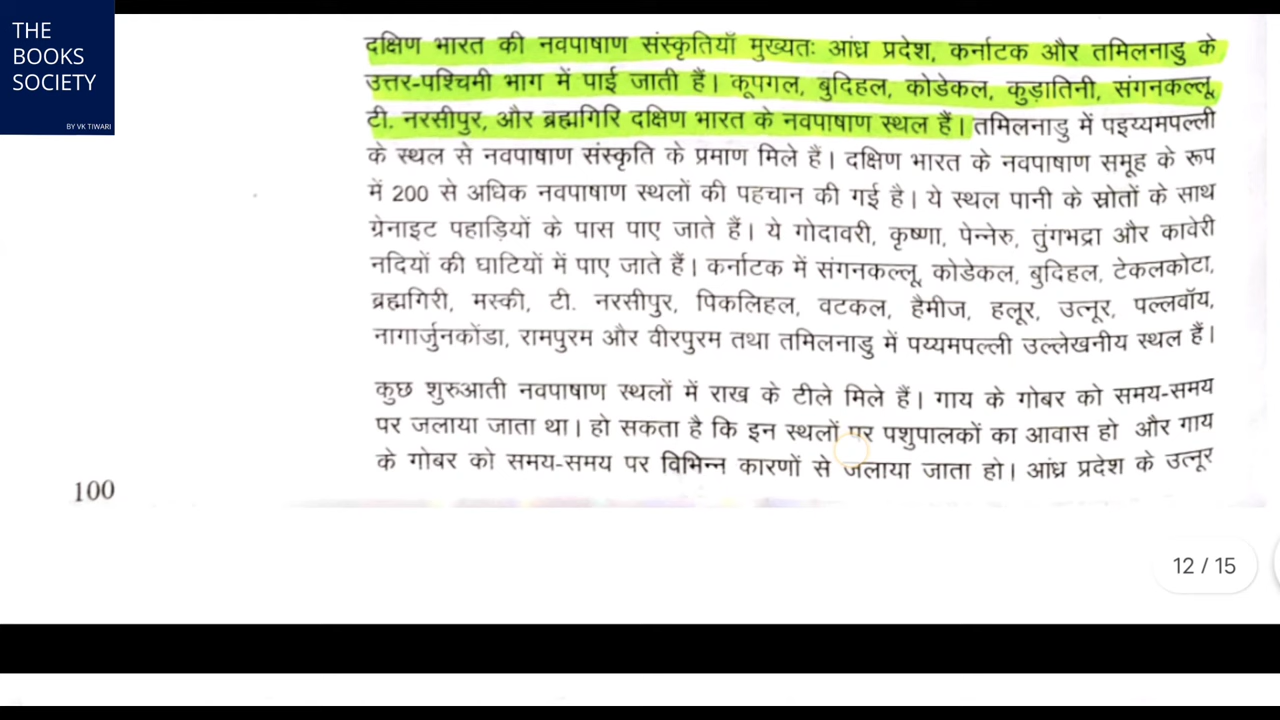 THE
BOOKS
SOCIETY
BY VK TIWARI
दक्षिण भारत की नवपाषाण संस्कृतियाँ मुख्यतः आंध्र प्रदेश, कर्नाटक और तमिलनाडु के
उत्तर-पश्चिमी भाग में पाई जाती हैं। कूपगल, बुदिहल, कोडेकल, कुड़ातिनी, संगनकल्लू,
टी. नरसीपुर, और ब्रह्मगिरि दक्षिण भारत के नवपाषाण स्थल हैं। तमिलनाडु में पइय्यमपल्ली
के स्थल से नवपाषाण संस्कृति के प्रमाण मिले हैं। दक्षिण भारत के नवपाषाण समूह के रूप
में 200 से अधिक नवपाषाण स्थलों की पहचान की गई है। ये स्थल पानी के स्रोतों के साथ
ग्रेनाइट पहाड़ियों के पास पाए जाते हैं। ये गोदावरी, कृष्णा, पेन्नेरु, तुंगभद्रा और कावेरी
नदियों की घाटियों में पाए जाते हैं। कर्नाटक में संगनकल्लू, कोडेकल, बुदिहल, टेकलकोटा,
ब्रह्मगिरी, मस्की, टी. नरसीपुर, पिकलिहल, वटकल, हैमीज, हलूर, उत्नूर, पल्लवॉय,
नागार्जुनकोंडा, रामपुरम और वीरपुरम तथा तमिलनाडु में पय्यमपल्ली उल्लेखनीय स्थल हैं।
कुछ शुरुआती नवपाषाण स्थलों में राख के टीले मिले हैं। गाय के गोबर को समय-समय
पर जलाया जाता था। हो सकता है कि इन स्थलों पर पशुपालकों का आवास हो और गाय
के गोबर को समय-समय पर विभिन्न कारणों से जलाया जाता हो। आंध्र प्रदेश के उत्नूर
100
12 / 15